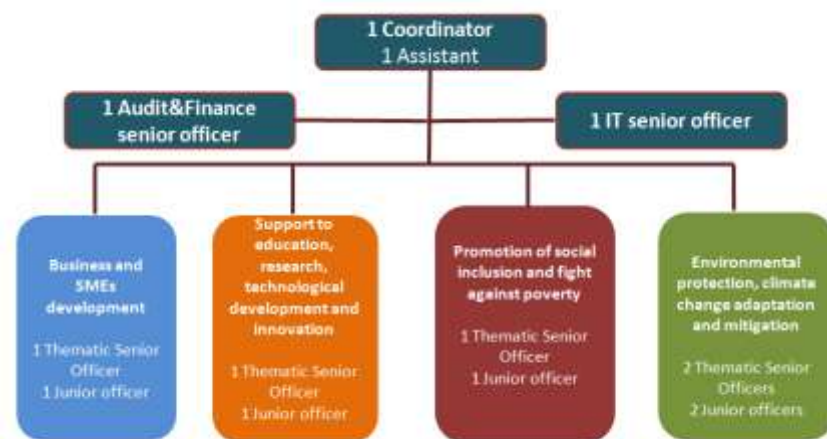 1 Coordinator
1 Assistant
1 Audit&Finance
senior officer
1 IT senior officer
Business and
SMEs
development
1 Thematic Senior
Officer
1 Junior officer
Support to
education,
research,
technological
development and
innovation
1 Thematic Senior
Officer
1 Junior officer
Promotion of social
inclusion and fight
against poverty
1 Thematic Senior
Officer
1 Junior officer
Environmental
protection, climate
change adaptation
and mitigation
2 Thematic Senior
Officers
2 Junior officers